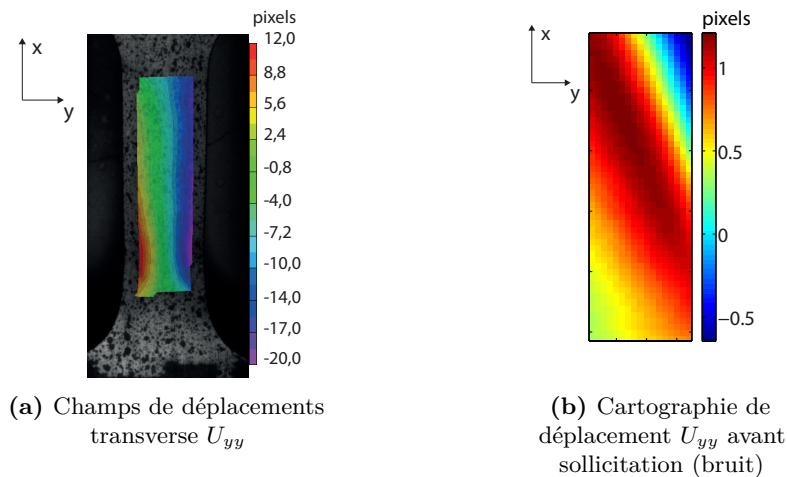 pixels
x
y
12,0
8,8
5,6
2,4
-0,8
-4,0
-7,2
-10,0
-14,0
-17,0
-20,0
(a) Champs de déplacements
transverse Uyy
pixels
x
y
1
0.5
0
−0.5
(b) Cartographie de
déplacement Uyy avant
sollicitation (bruit)